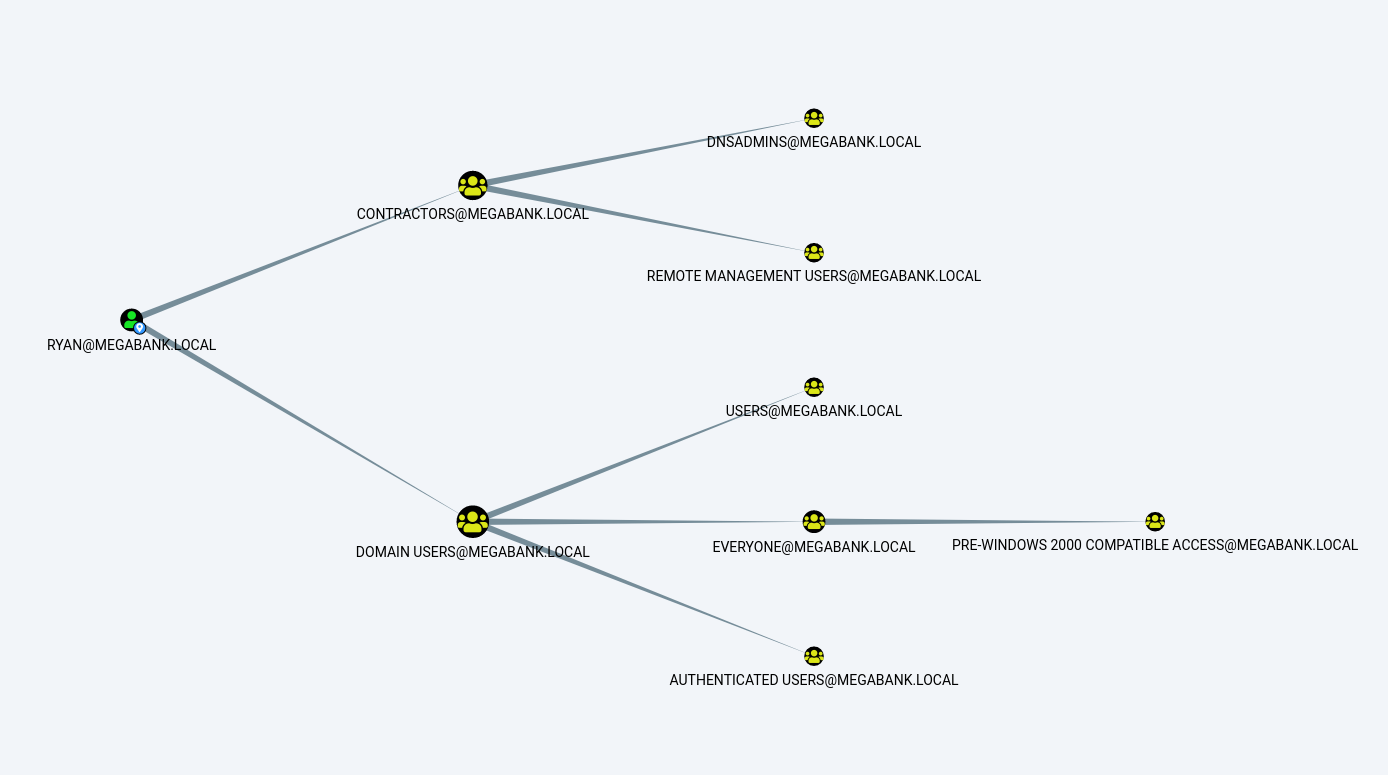 DNSADMINS@MEGABANK.LOCAL
CONTRACTORS@MEGABANK.LOCAL
REMOTE MANAGEMENT USERS@MEGABANK.LOCAL
RYAN@MEGABANK.LOCAL
USERS@MEGABANK.LOCAL
DOMAIN USERS@MEGABANK.LOCAL
EVERYONE@MEGABANK.LOCAL
PRE-WINDOWS 2000 COMPATIBLE ACCESS@MEGABANK.LOCAL
AUTHENTICATED USERS@MEGABANK.LOCAL